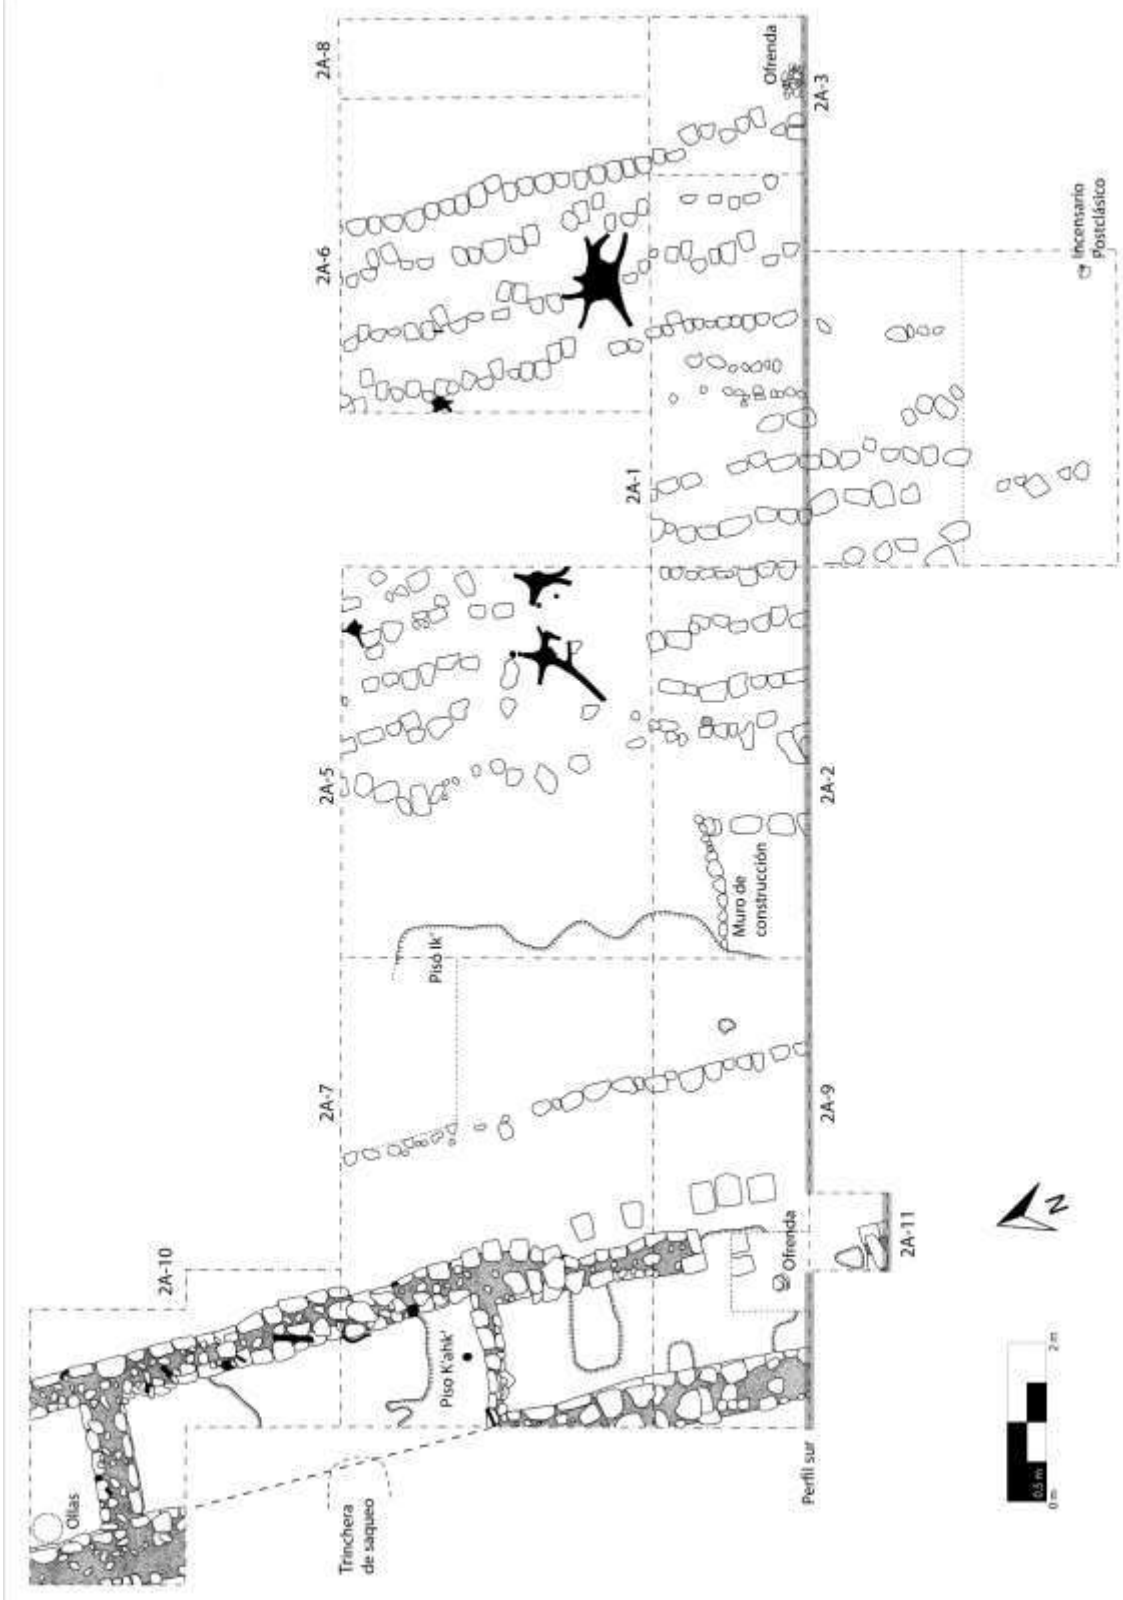 2A-8
Ofrenda
2A-3
2A-6
Incensario
Postclásico
2A-1
2A-5
2A-2
Muro de
construcción
Piso Ik'
2A-7
2A-9
2A-10
Ofrenda
2A-11
Piso K'ahk'
Ollas
Trinchera
de saqueo
Perfil sur
N
0 m
0,5 m
2 m